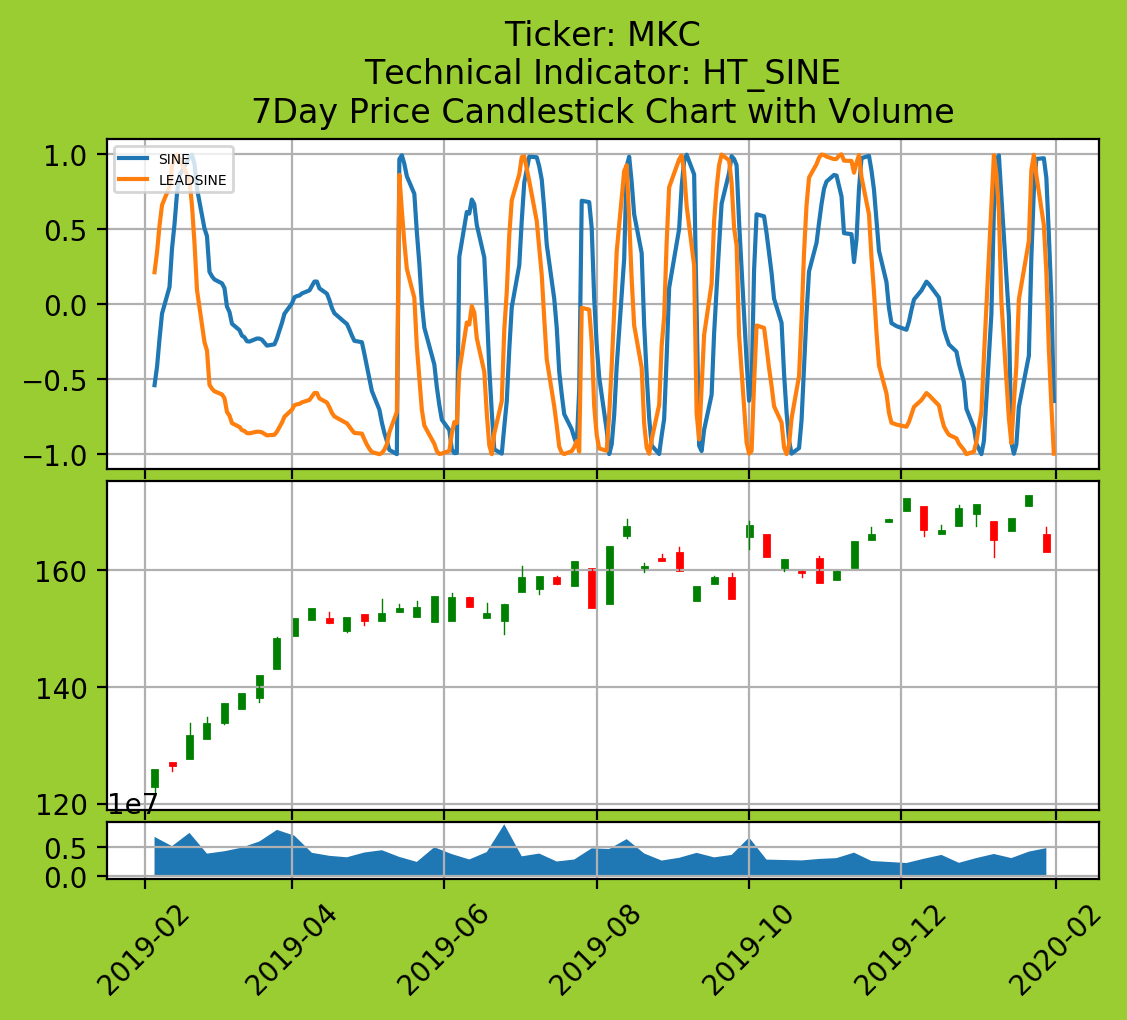 Ticker: MKC
Technical Indicator: HT_SINE
7Day Price Candlestick Chart with Volume
SINE
LEADSINE
1.0
0.5
0.0
−0.5
−1.0
160
140
120
1e7
0.5
0.0
2019-02
2019-04
2019-06
2019-08
2019-10
2019-12
2020-02